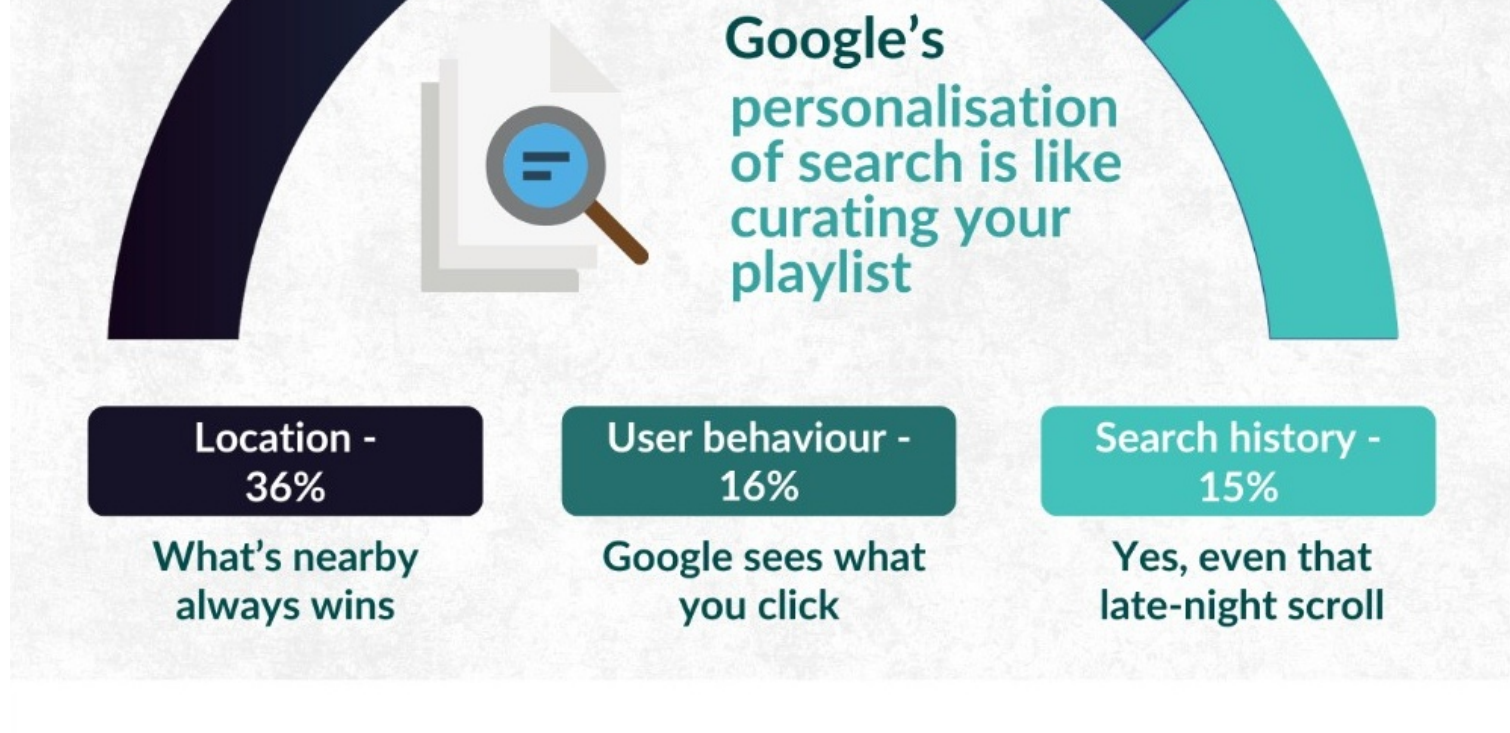 Google's
personalisation
of search is like
curating your
playlist
Location -
36%
What's nearby
always wins
User behaviour -
16%
Google sees what
you click
Search history -
15%
Yes, even that
late-night scroll